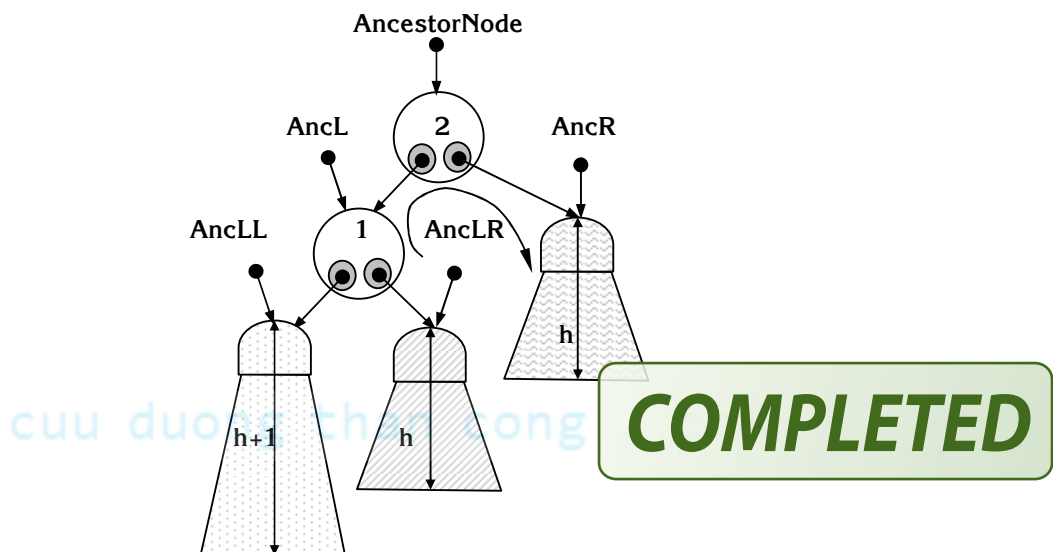 AncestorNode
AncL
2
AncR
AncLL
1
AncLR
h
COMPLETED
cuu duong than cong
h+1
h